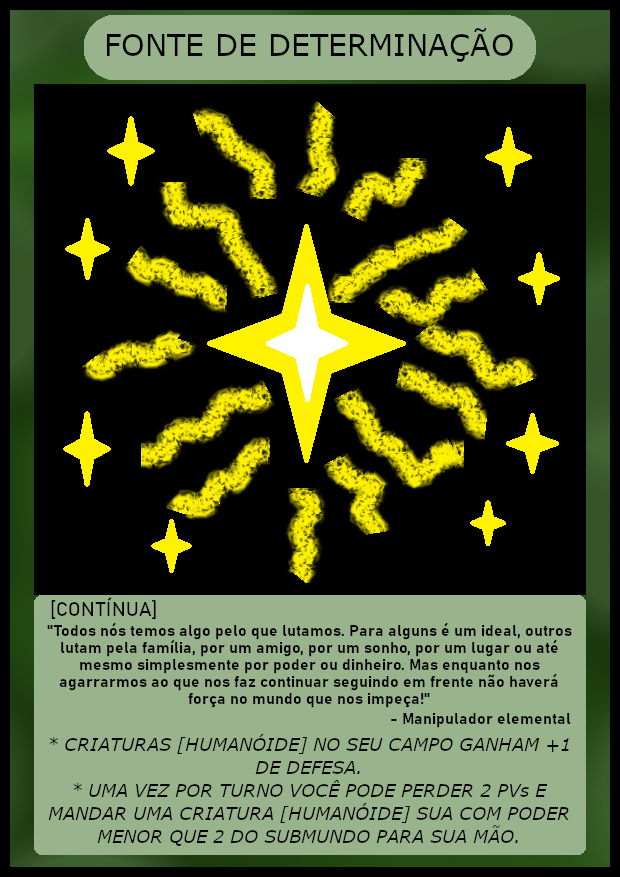 FONTE DE DETERMINAÇÃO
[CONTÍNUA]
"Todos nós temos algo pelo que lutamos. Para alguns é um ideal, outros
lutam pela família, por um amigo, por um sonho, por um lugar ou até
mesmo simplesmente por poder ou dinheiro. Mas enquanto nos
agarrarmos ao que nos faz continuar seguindo em frente não haverá
força no mundo que nos impeça!"
- Manipulador elemental
* CRIATURAS [HUMANÓIDE] NO SEU CAMPO GANHAM +1
DE DEFESA.
* UMA VEZ POR TURNO VOCÊ PODE PERDER 2 PVs E
MANDAR UMA CRIATURA [HUMANÓIDE] SUA COM PODER
MENOR QUE 2 DO SUBMUNDO PARA SUA MÃO.